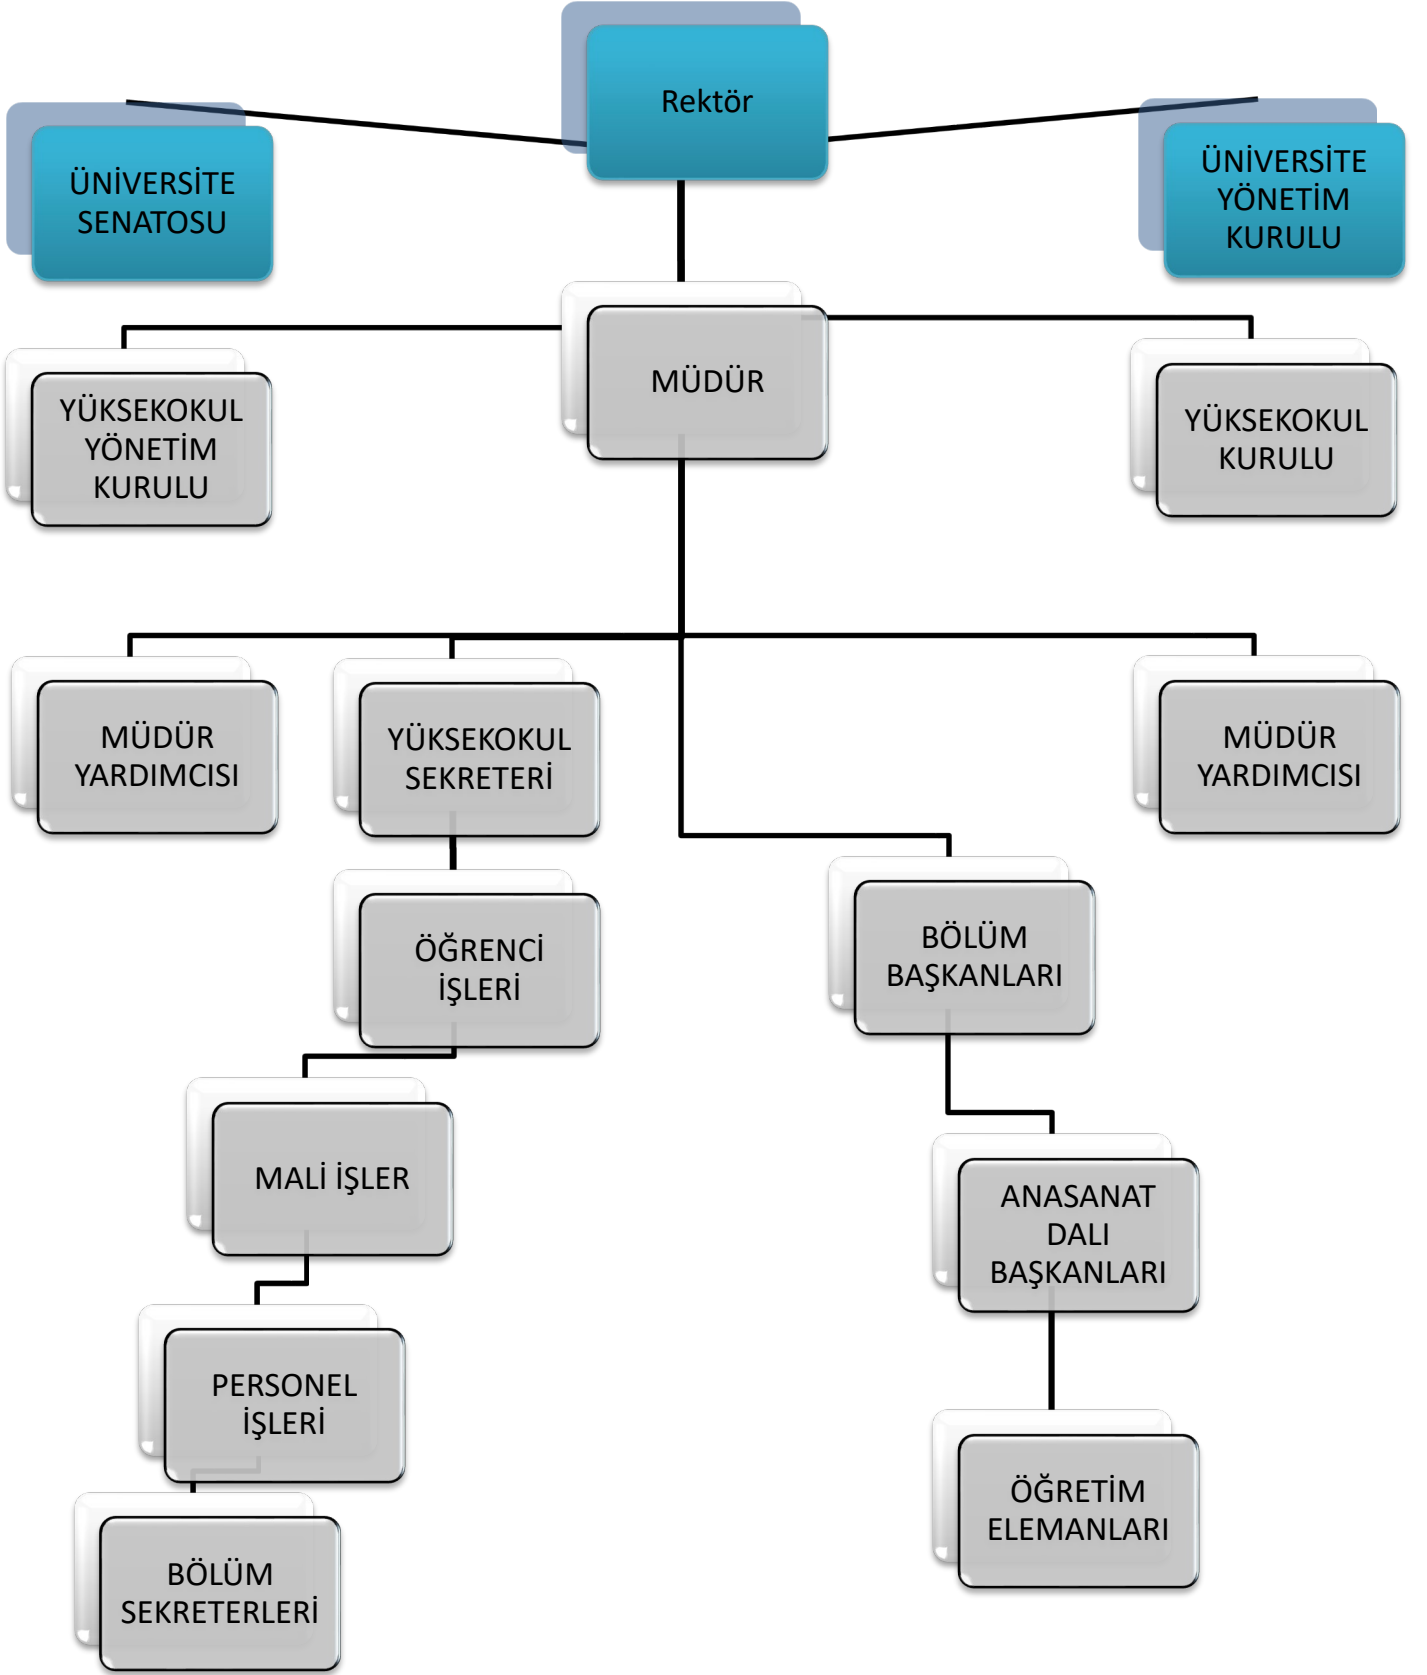 Rektör
ÜNİVERSİTE
SENATOSU
ÜNİVERSİTE
YÖNETİM
KURULU
MÜDÜR
YÜKSEKOKUL
YÖNETİM
KURULU
YÜKSEKOKUL
KURULU
MÜDÜR
YARDIMCISI
YÜKSEKOKUL
SEKRETERİ
MÜDÜR
YARDIMCISI
ÖĞRENCİ
İŞLERİ
BÖLÜM
BAŞKANLARI
MALİ İŞLER
ANASANAT
DALI
BAŞKANLARI
PERSONEL
İŞLERİ
ÖĞRETİM
ELEMANLARI
BÖLÜM
SEKRETERLERİ